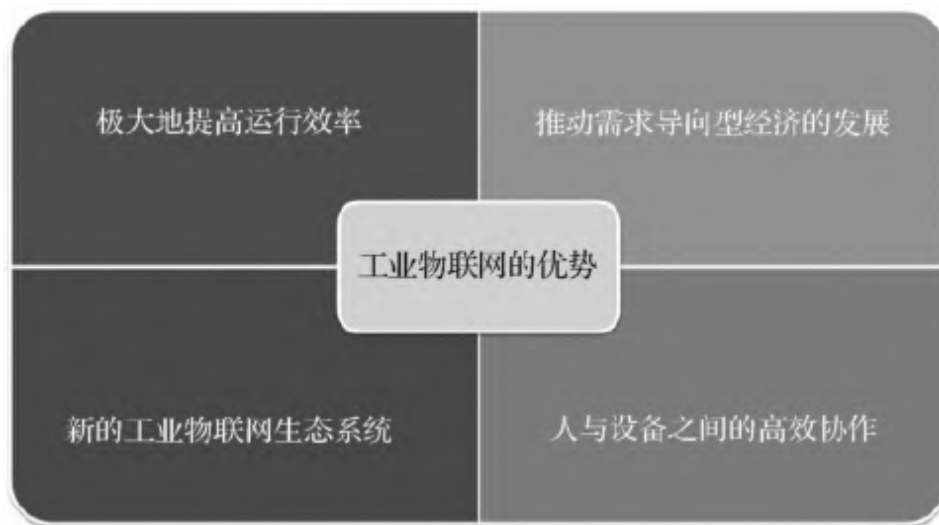 极大地提高运行效率
推动需求导向型经济的发展
工业物联网的优势
新的工业物联网生态系统
人与设备之间的高效协作